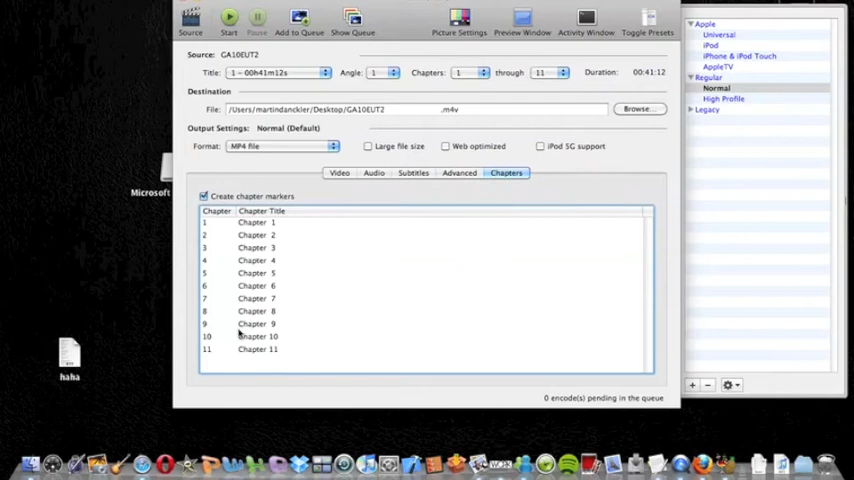 Source Start Pause Add to Queue Show Queue Picture Settings Preview Window Activity Window Toggle Presets
Source: GA10EUT2
Title: 1 - 00h41m12s Angle: 1 Chapters: 1 through 11 Duration: 00:41:12
Destination
File: /Users/martindanckler/Desktop/GA10EUT2 .m4v Browse...
Output Settings: Normal (Default)
Format: MP4 file Large file size Web optimized iPod 5G support
Video Audio Subtitles Advanced Chapters
Create chapter markers
Chapter Chapter Title
1 Chapter 1
2 Chapter 2
3 Chapter 3
4 Chapter 4
5 Chapter 5
6 Chapter 6
7 Chapter 7
8 Chapter 8
9 Chapter 9
10 Chapter 10
11 Chapter 11
0 encode(s) pending in the queue
Apple
Universal
iPod
iPhone & iPod Touch
AppleTV
Regular
Normal
High Profile
Legacy
Microsoft
haha
WORK